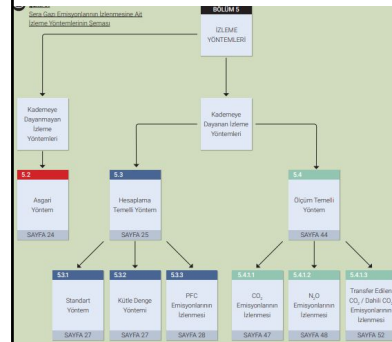 Sera Gazı Emisyonlarının İzlenmesine Ait
İzleme Yöntemlerinin Şeması
BÖLÜM 5
İZLEME
YÖNTEMLERİ
Kademeye
Dayanmayan
İzleme
Yöntemleri
Kademeye
Dayanan İzleme
Yöntemleri
5.2
Asgari
Yöntem
SAYFA 24
5.3
Hesaplama
Temelli Yöntem
SAYFA 25
5.4
Ölçüm Temelli
Yöntem
SAYFA 44
5.3.1
Standart
Yöntem
SAYFA 27
5.3.2
Kütle Denge
Yöntemi
SAYFA 27
5.3.3
PFC
Emisyonlarının
İzlenmesi
SAYFA 28
5.4.1.1
CO₂
Emisyonlarının
İzlenmesi
SAYFA 47
5.4.1.2
N₂O
Emisyonlarının
İzlenmesi
SAYFA 48
5.4.1.3
Transfer Edilen
CO₂ / Dahili CO₂
Emisyonlarının
İzlenmesi
SAYFA 52